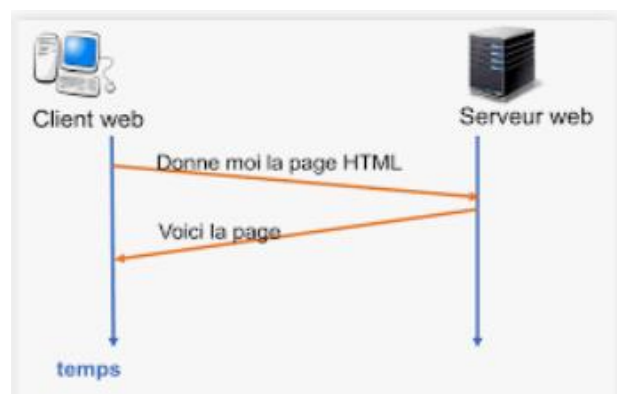 Client web
Serveur web
Donne moi la page HTML
Voici la page
temps